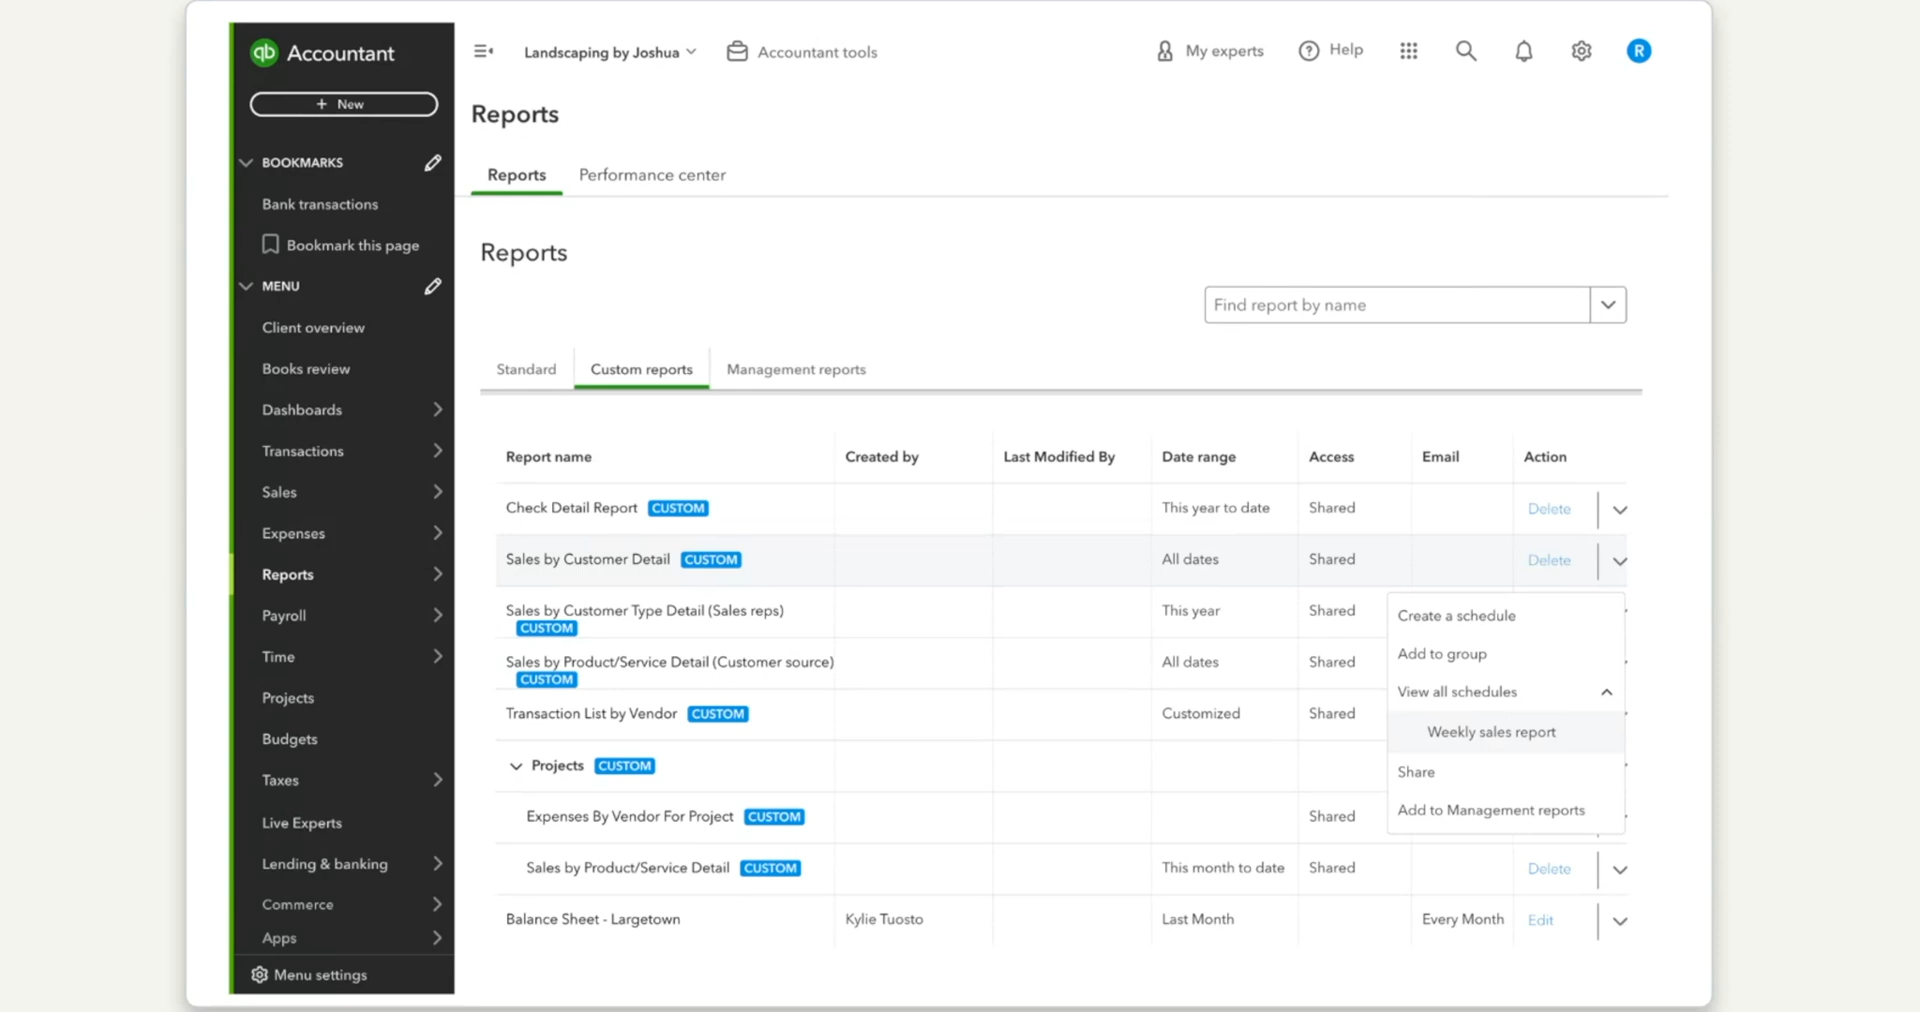 qb Accountant
Landscaping by Joshua
Accountant tools
My experts
Help
R
+ New
Reports
BOOKMARKS
Reports
Performance center
Bank transactions
Bookmark this page
Reports
MENU
Find report by name
Client overview
Books review
Standard
Custom reports
Management reports
Dashboards
Transactions
Sales
Expenses
Reports
Payroll
Time
Projects
Budgets
Taxes
Live Experts
Lending & banking
Commerce
Apps
Menu settings
Report name Created by Last Modified By Date range Access Email Action
Check Detail Report CUSTOM This year to date Shared Delete
Sales by Customer Detail CUSTOM All dates Shared Delete
Sales by Customer Type Detail (Sales reps) This year Shared
CUSTOM
Sales by Product/Service Detail (Customer source) All dates Shared
CUSTOM
Transaction List by Vendor CUSTOM Customized Shared
Projects CUSTOM
Expenses By Vendor For Project CUSTOM Shared
Sales by Product/Service Detail CUSTOM This month to date Shared Delete
Balance Sheet - Largetown Kylie Tuosto Last Month Every Month Edit
Create a schedule
Add to group
View all schedules
Weekly sales report
Share
Add to Management reports